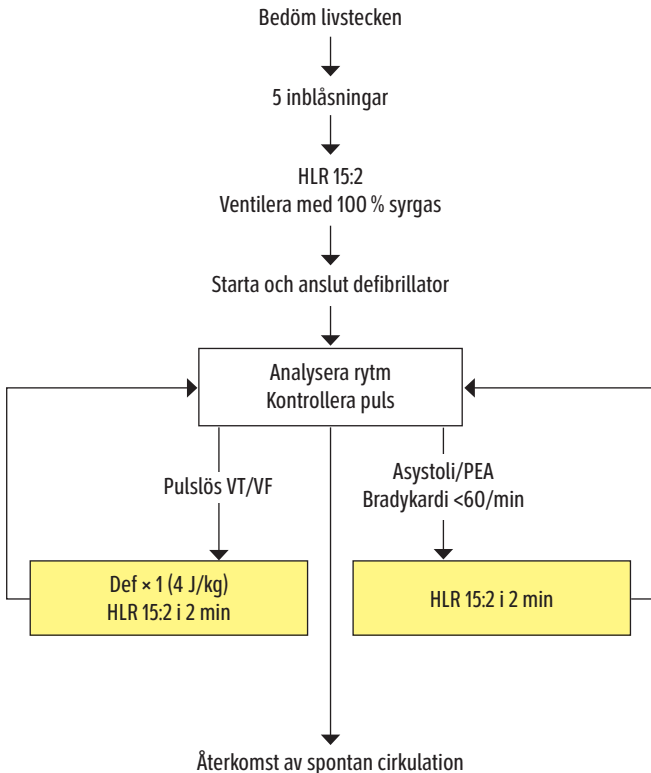 Bedöm livstecken
5 inblåsningar
HLR 15:2
Ventilera med 100 % syrgas
Starta och anslut defibrillator
Analysera rytm
Kontrollera puls
Pulslös VT/VF
Asystoli/PEA
Bradykardi <60/min
Def × 1 (4 J/kg)
HLR 15:2 i 2 min
HLR 15:2 i 2 min
Återkomst av spontan cirkulation